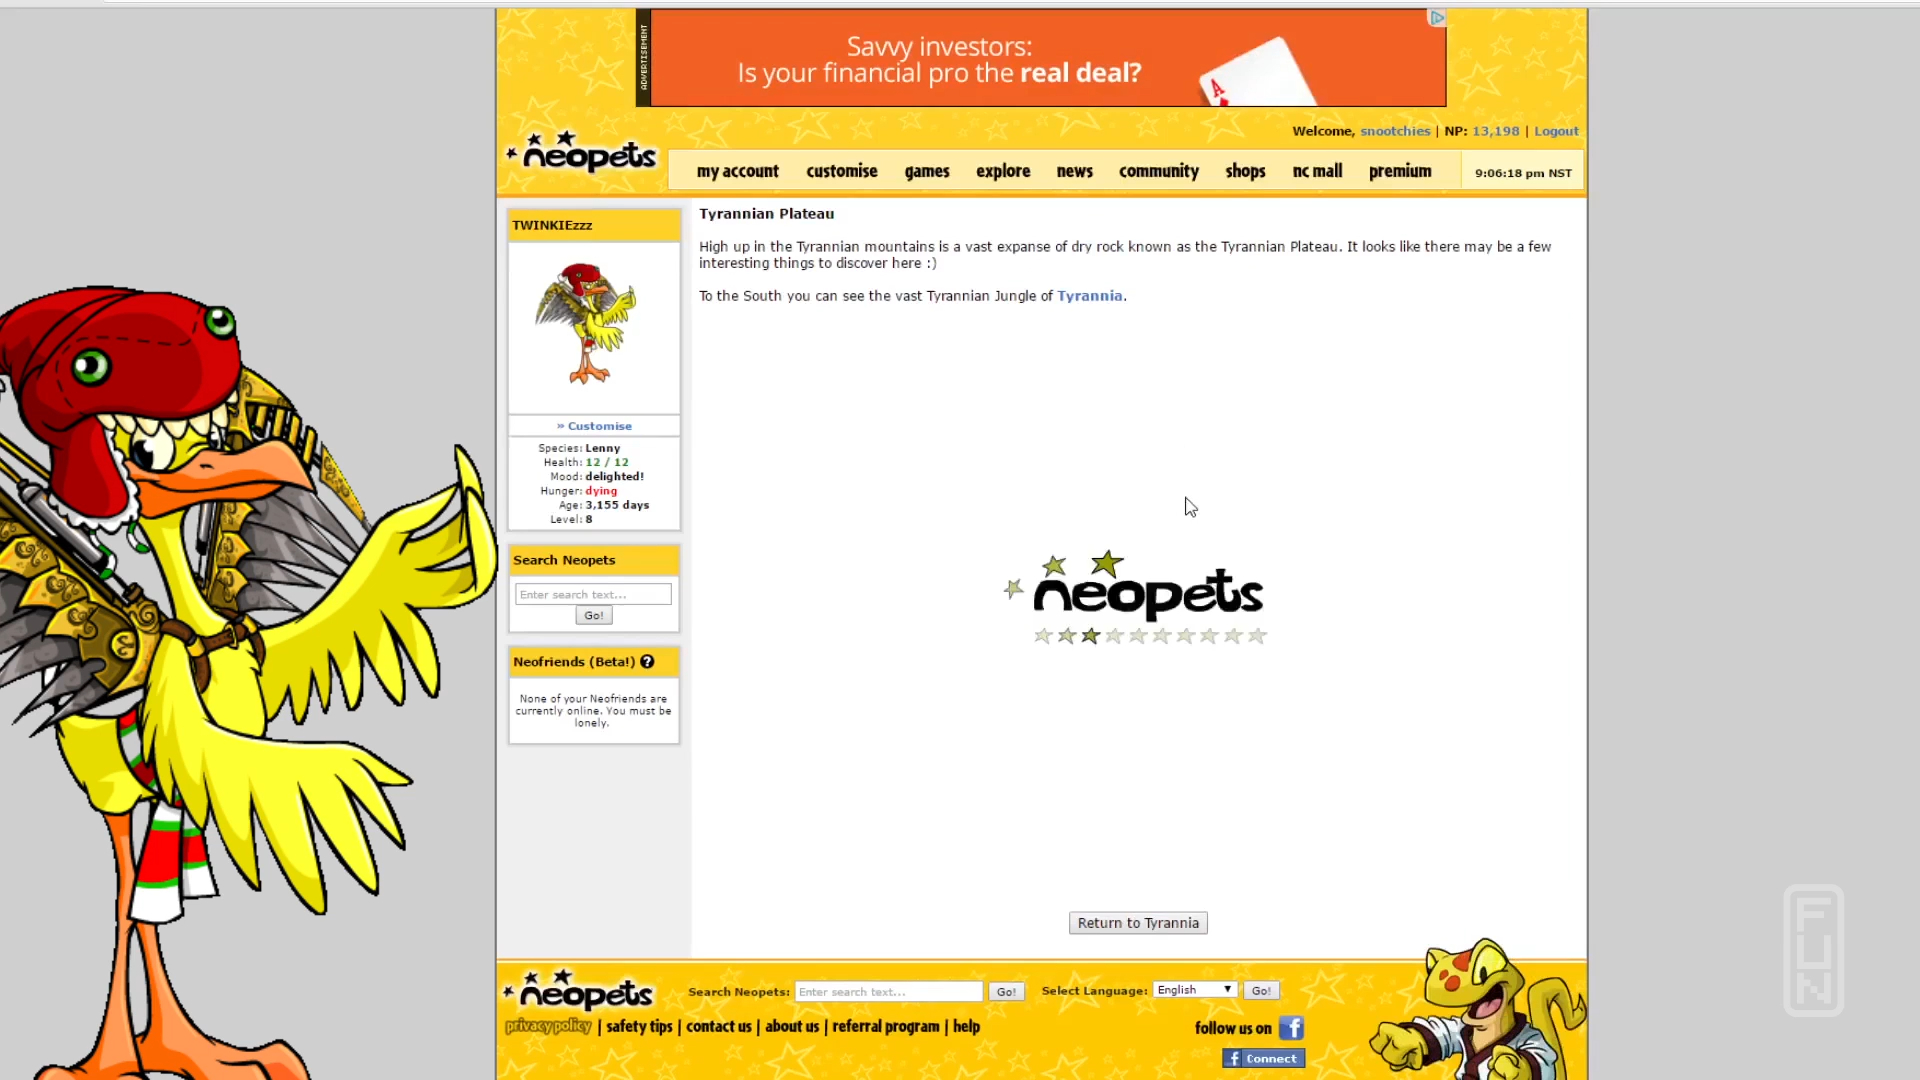 ADVERTISEMENT
Savvy investors:
Is your financial pro the real deal?
A
Welcome, snootchies | NP: 13,198 | Logout
neopets
my account customise games explore news community shops nc mall premium 9:06:18 pm NST
TWINKIEzzz
» Customise
Species: Lenny
Health: 12 / 12
Mood: delighted!
Hunger: dying
Age: 3,155 days
Level: 8
Search Neopets
Enter search text...
Go!
Neofriends (Beta!) ?
None of your Neofriends are
currently online. You must be
lonely.
Tyrannian Plateau
High up in the Tyrannian mountains is a vast expanse of dry rock known as the Tyrannian Plateau. It looks like there may be a few
interesting things to discover here :)
To the South you can see the vast Tyrannian Jungle of Tyrannia.
neopets
Return to Tyrannia
neopets
Search Neopets: Enter search text... Go! Select Language: English Go!
privacy policy | safety tips | contact us | about us | referral program | help
follow us on f
f Connect
FUN